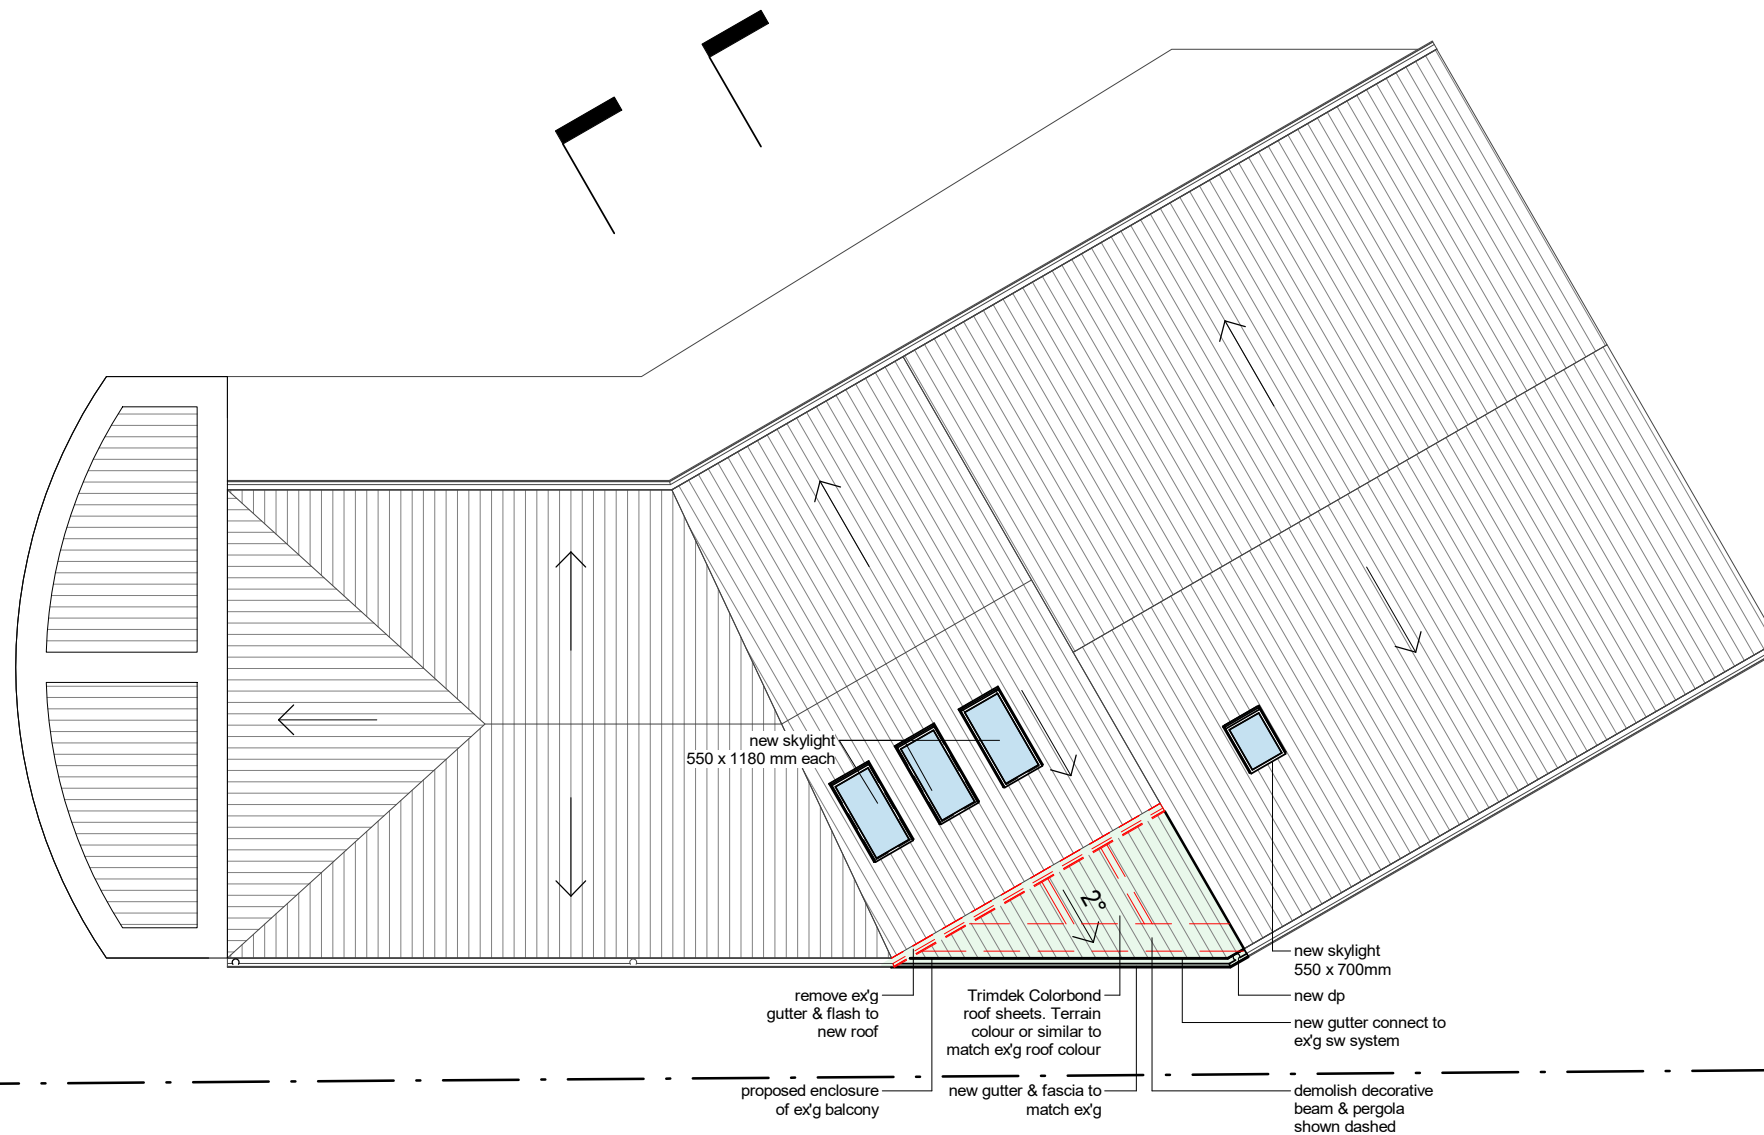 new skylight
550 x 1180 mm each
2°
new skylight
550 x 700mm
remove ex'g
gutter & flash to
new roof
Trimdek Colorbond
roof sheets. Terrain
colour or similar to
match ex'g roof colour
new dp
new gutter connect to
ex'g sw system
proposed enclosure
of ex'g balcony
new gutter & fascia to
match ex'g
demolish decorative
beam & pergola
shown dashed